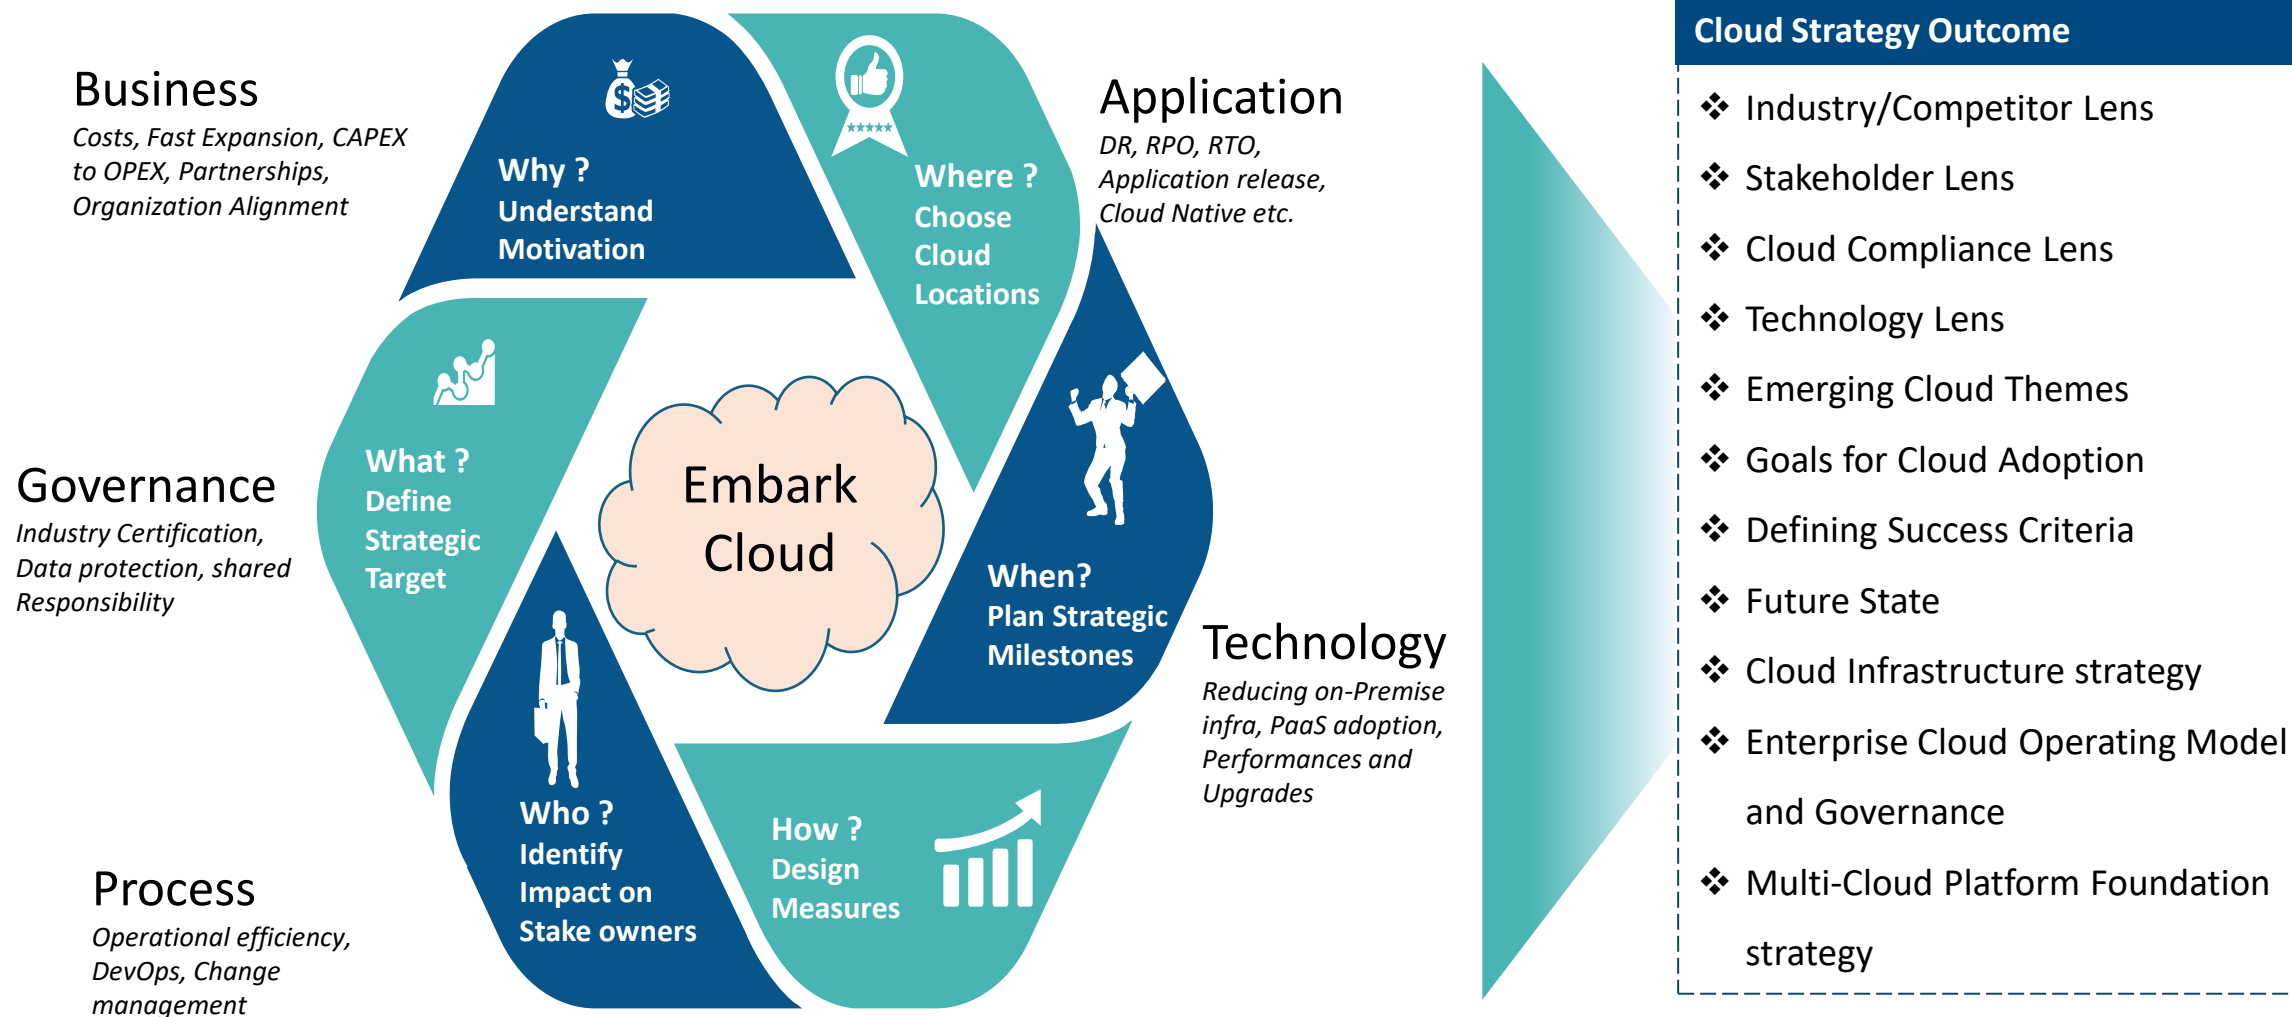 Business
Costs, Fast Expansion, CAPEX
to OPEX, Partnerships,
Organization Alignment
Why ?
Understand
Motivation
Where ?
Choose
Cloud
Locations
Application
DR, RPO, RTO,
Application release,
Cloud Native etc.
Governance
Industry Certification,
Data protection, shared
Responsibility
What ?
Define
Strategic
Target
Embark
Cloud
When?
Plan Strategic
Milestones
Technology
Reducing on-Premise
infra, PaaS adoption,
Performances and
Upgrades
Process
Operational efficiency,
DevOps, Change
management
Who ?
Identify
Impact on
Stake owners
How ?
Design
Measures
Cloud Strategy Outcome
❖ Industry/Competitor Lens
❖ Stakeholder Lens
❖ Cloud Compliance Lens
❖ Technology Lens
❖ Emerging Cloud Themes
❖ Goals for Cloud Adoption
❖ Defining Success Criteria
❖ Future State
❖ Cloud Infrastructure strategy
❖ Enterprise Cloud Operating Model
and Governance
❖ Multi-Cloud Platform Foundation
strategy